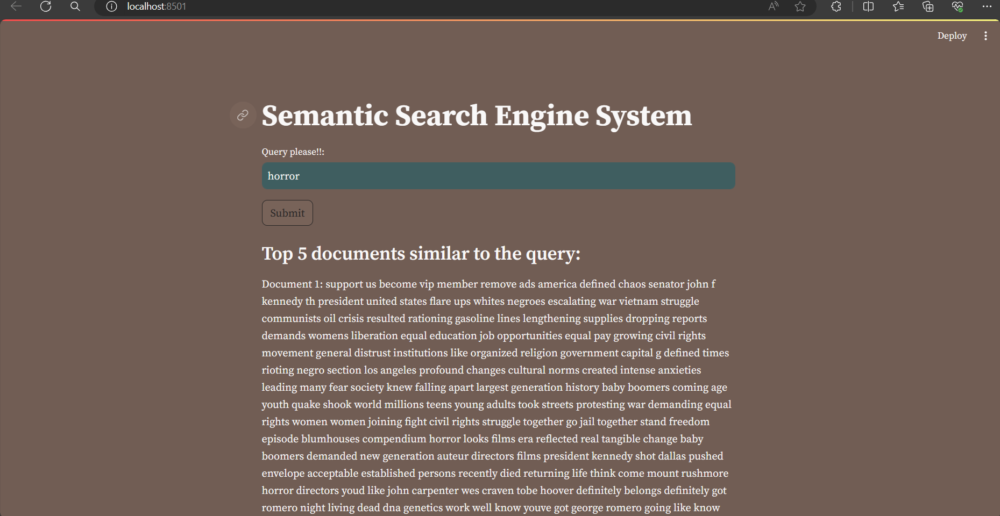 localhost:8501
Deploy
Semantic Search Engine System
Query please!!:
horror
Submit
Top 5 documents similar to the query:
Document 1: support us become vip member remove ads america defined chaos senator john f
kennedy th president united states flare ups whites negroes escalating war vietnam struggle
communists oil crisis resulted rationing gasoline lines lengthening supplies dropping reports
demands womens liberation equal education job opportunities equal pay growing civil rights
movement general distrust institutions like organized religion government capital g defined times
rioting negro section los angeles profound changes cultural norms created intense anxieties
leading many fear society knew falling apart largest generation history baby boomers coming age
youth quake shook world millions teens young adults took streets protesting war demanding equal
rights women women joining fight civil rights struggle together go jail together stand freedom
episode blumhouses compendium horror looks films era reflected real tangible change baby
boomers demanded new generation auteur directors films president kennedy shot dallas pushed
envelope acceptable established persons recently died returning life think come mount rushmore
horror directors youd like john carpenter wes craven tobe hoover definitely belongs definitely got
romero night living dead dna genetics work well know youve got george romero going like know